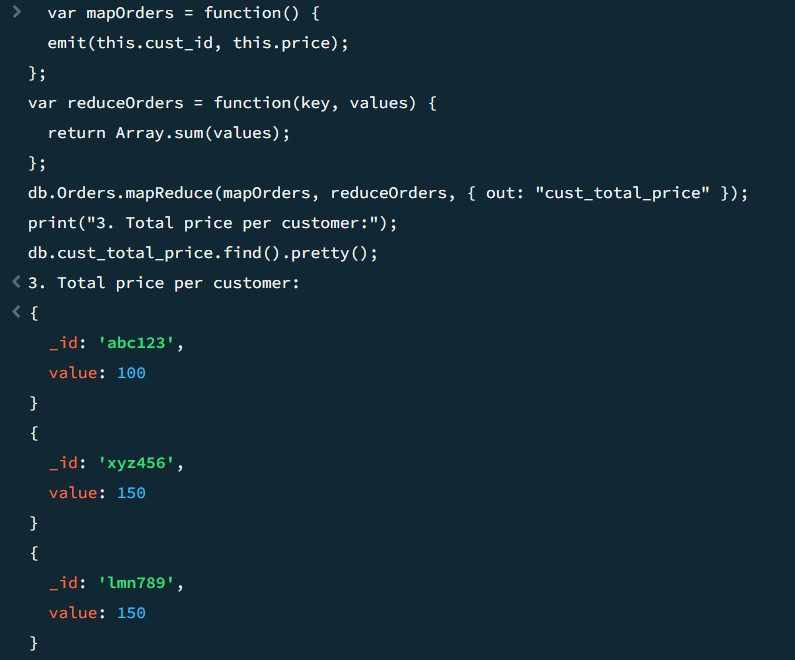 > var mapOrders = function() {
emit(this.cust_id, this.price);
};
var reduceOrders = function(key, values) {
return Array.sum(values);
};
db.Orders.mapReduce(mapOrders, reduceOrders, { out: "cust_total_price" });
print("3. Total price per customer:");
db.cust_total_price.find().pretty();
< 3. Total price per customer:
< {
_id: 'abc123',
value: 100
}
{
_id: 'xyz456',
value: 150
}
{
_id: 'lmn789',
value: 150
}